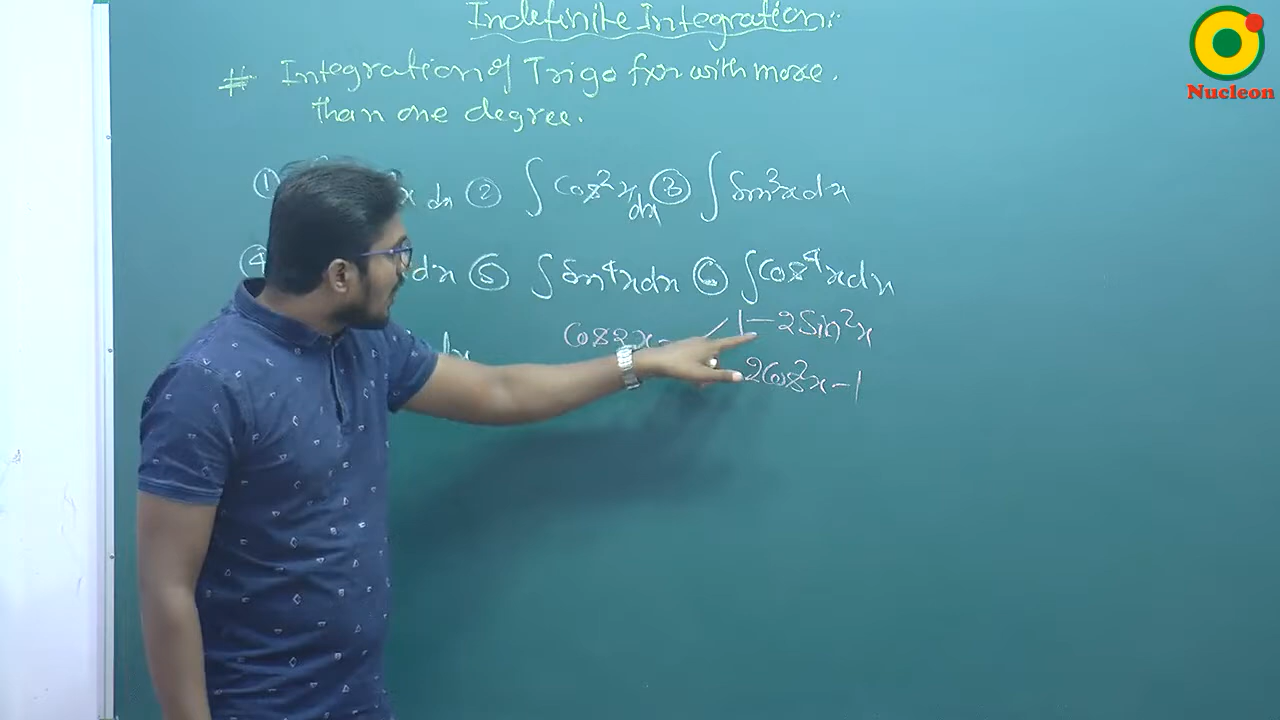 Indefinite Integration:
Nucleon
# Integration of Trigo fxn with more
than one degree.
① x dx ② ∫ cos²x dx ③ ∫ sin³x dx
④ dx ⑤ ∫ sin⁴x dx ⑥ ∫ cos⁴x dx
cos2x 1-2sin²x
dx 2cos²x-1